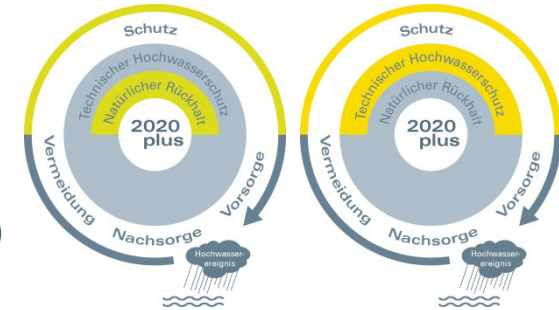 Schutz
Technischer Hochwasserschutz
Natürlicher Rückhalt
2020
plus
Vermeidung
Nachsorge
Vorsorge
Hochwasser-
ereignis
Schutz
Technischer Hochwasserschutz
Natürlicher Rückhalt
2020
plus
Vermeidung
Nachsorge
Vorsorge
Hochwasser-
ereignis